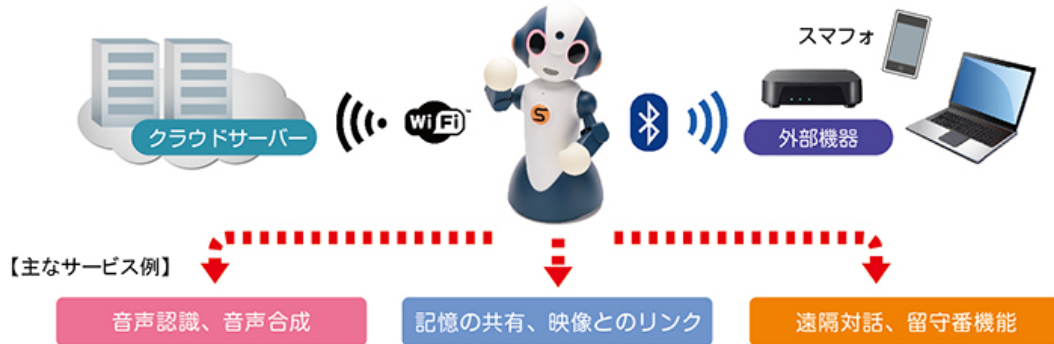 スマフォ
クラウドサーバー
WiFi™
S
外部機器
【主なサービス例】
音声認識、音声合成
記憶の共有、映像とのリンク
遠隔対話、留守番機能